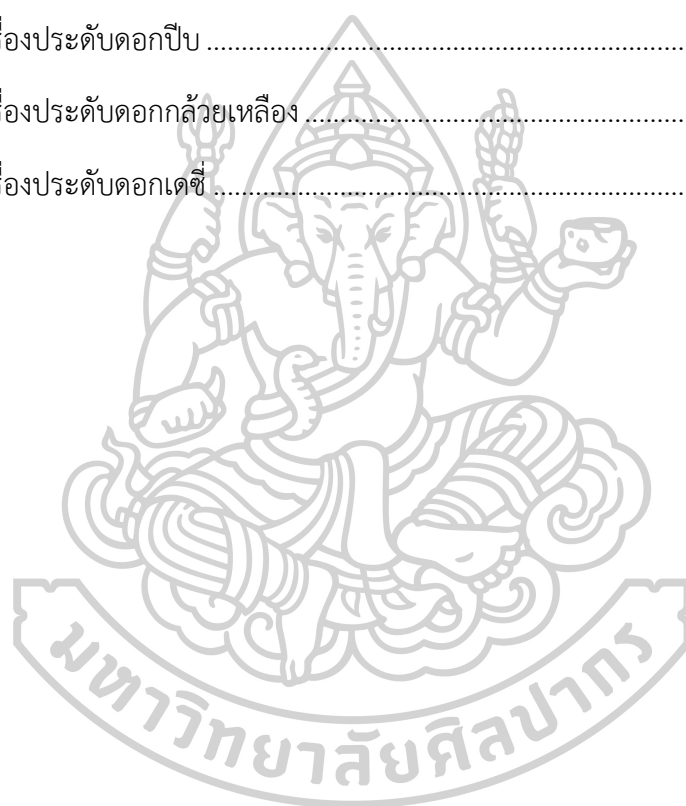 ื่องประดับดอกปีบ ........................................................................
ื่องประดับดอกกล้วยเหลือง ........................................................
ื่องประดับดอกเดซี่ ......................................................................
มหาวิทยาลัยศิลปากร